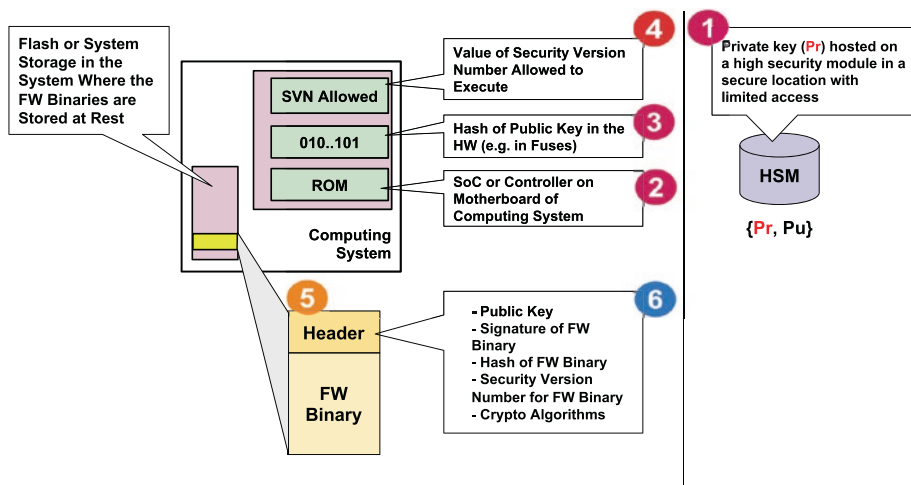 Flash or System
Storage in the
System Where the
FW Binaries are
Stored at Rest
4
Value of Security Version
Number Allowed to
Execute
SVN Allowed
3
Hash of Public Key in the
HW (e.g. in Fuses)
010..101
2
SoC or Controller on
Motherboard
of Computing System
ROM
Computing
System
1
Private key (Pr) hosted on
a high security module in a
secure location with
limited access
HSM
{Pr, Pu}
5
Header
FW
Binary
6
- Public Key
- Signature of FW
Binary
- Hash of FW Binary
- Security Version
Number for FW Binary
- Crypto Algorithms